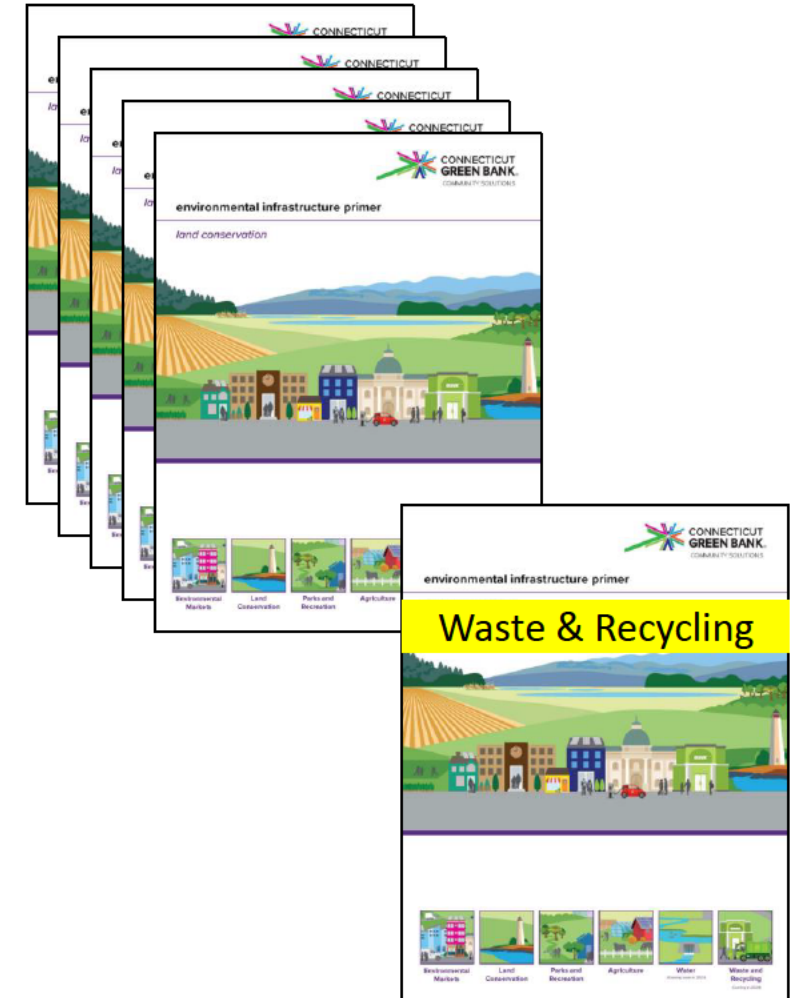 CONNECTICUT
CONNECTICUT
CONNECTICUT
CONNECTICUT
CONNECTICUT
GREEN BANK.
COMMUNITY SOLUTIONS
environmental infrastructure primer
land conservation
Environmental
Markets
Land
Conservation
Parks and
Recreation
Agriculture
CONNECTICUT
GREEN BANK.
COMMUNITY SOLUTIONS
environmental infrastructure primer
Waste & Recycling
Environmental
Markets
Land
Conservation
Parks and
Recreation
Agriculture
Water
Waste and
Recycling